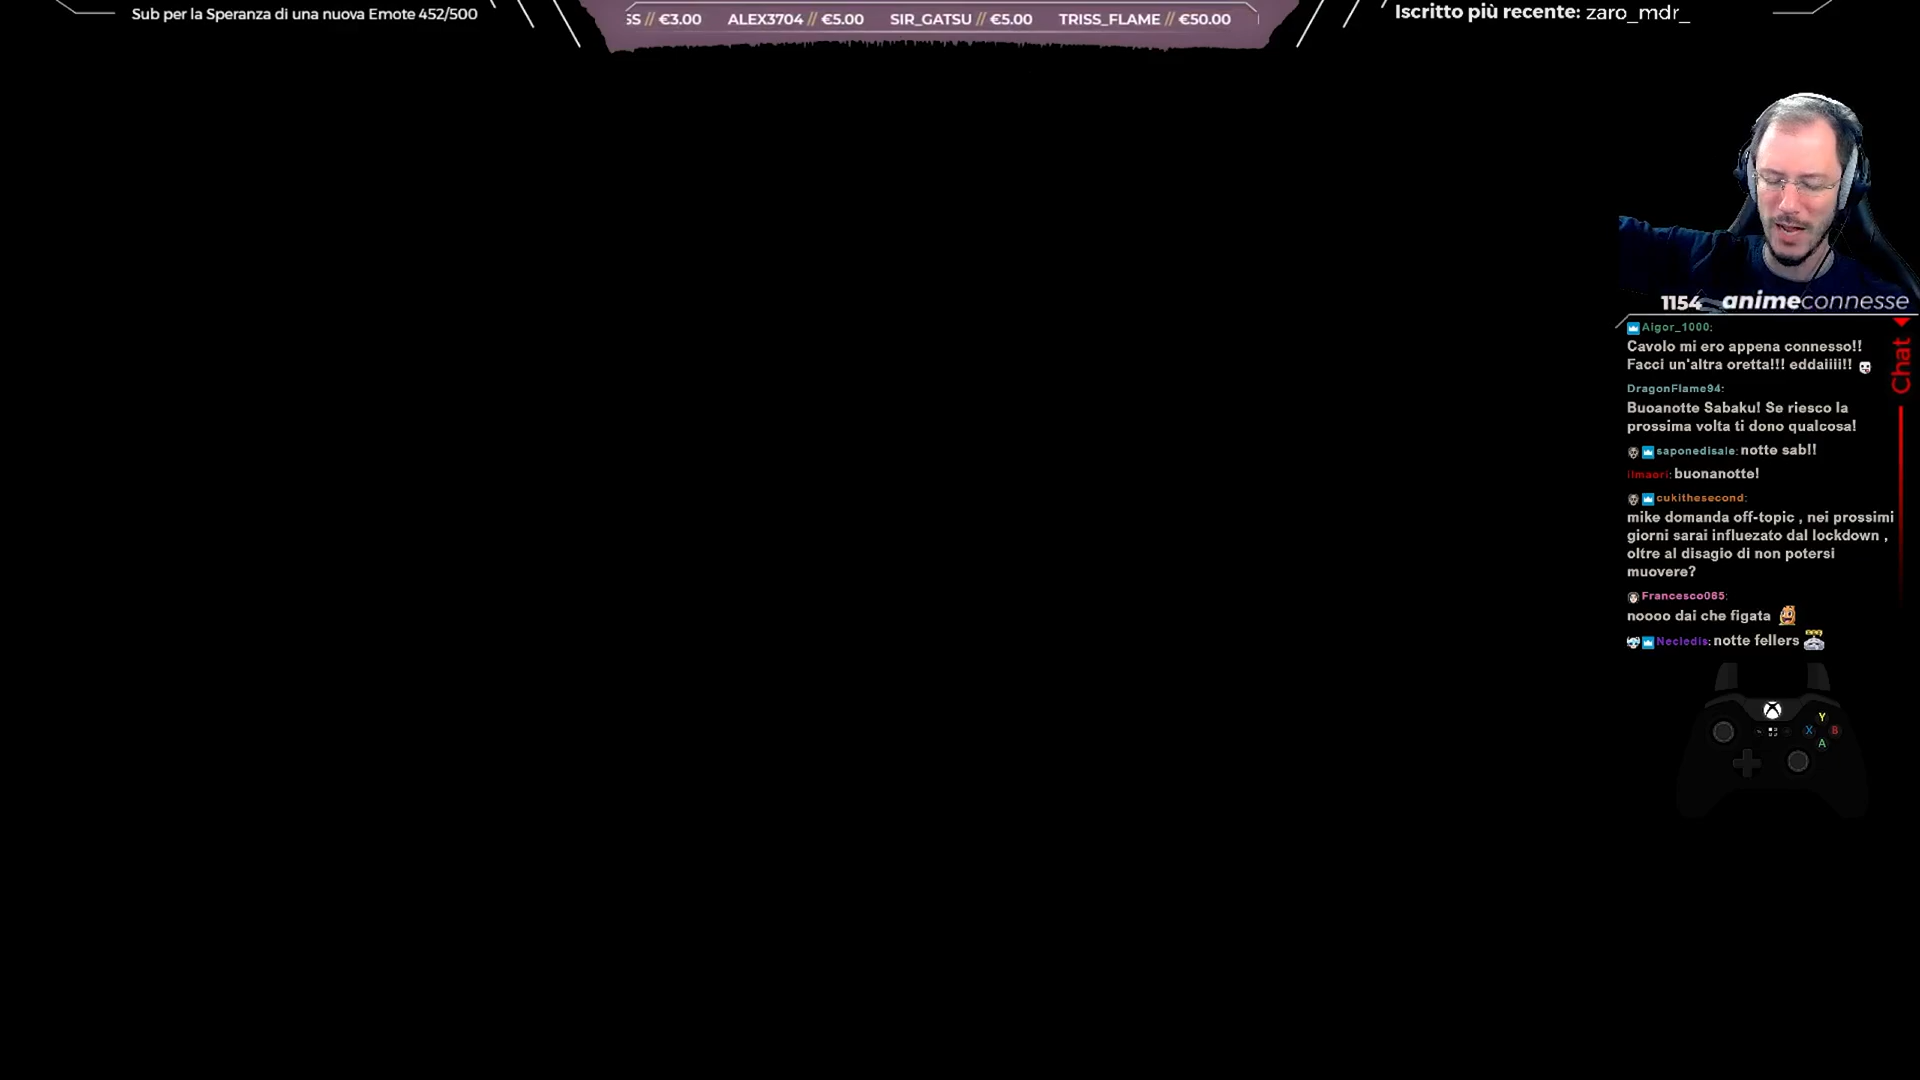 Sub per la Speranza di una nuova Emote 452/500
SS // €3.00 ALEX3704 // €5.00 SIR_GATSU // €5.00 TRISS_FLAME // €50.00
Iscritto più recente: zaro_mdr_
1154 animeconnesse
Chat
Aigor_1000:
Cavolo mi ero appena connesso!!
Facci un'altra oretta!!! eddaiiii!!
DragonFlame94:
Buoanotte Sabaku! Se riesco la
prossima volta ti dono qualcosa!
saponedisale: notte sab!!
ilmaori: buonanotte!
cukithesecond:
mike domanda off-topic , nei prossimi
giorni sarai influezato dal lockdown ,
oltre al disagio di non potersi
muovere?
Francesco065:
noooo dai che figata
Necledis: notte fellers
Y
X B
A